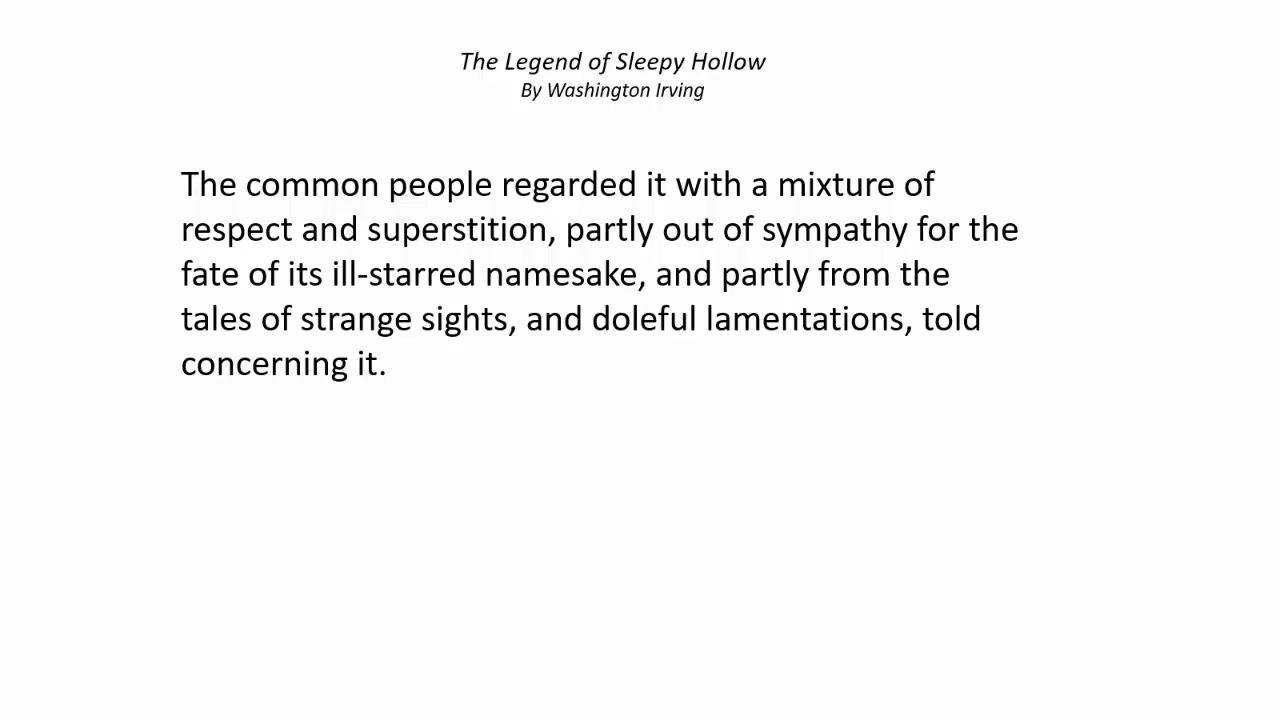 The Legend of Sleepy Hollow
By Washington Irving
The common people regarded it with a mixture of
respect and superstition, partly out of sympathy for the
fate of its ill-starred namesake, and partly from the
tales of strange sights, and doleful lamentations, told
concerning it.